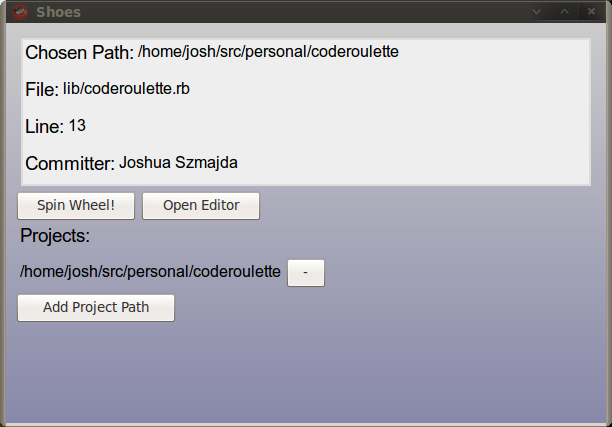 Shoes
Chosen Path: /home/josh/src/personal/coderoulette
File: lib/coderoulette.rb
Line: 13
Committer: Joshua Szmajda
Spin Wheel! Open Editor
Projects:
/home/josh/src/personal/coderoulette -
Add Project Path